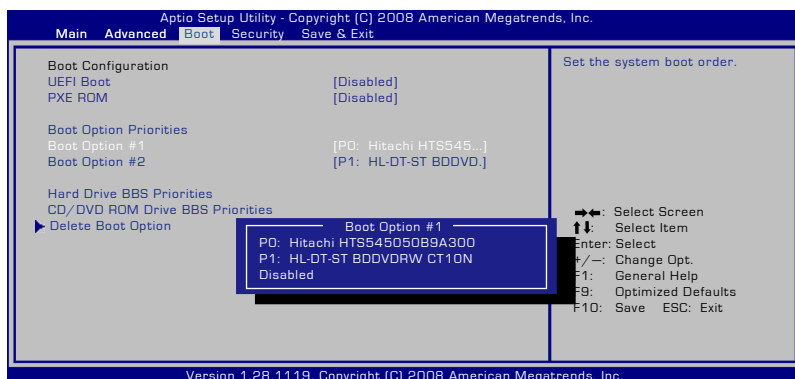 Aptio Setup Utility - Copyright (C) 2008 American Megatrends, Inc.
Main Advanced Boot Security Save & Exit
Boot Configuration
UEFI Boot [Disabled]
PXE ROM [Disabled]
Boot Option Priorities
Boot Option #1 [P0: Hitachi HTS545...]
Boot Option #2 [P1: HL-DT-ST BDDVD.]
Hard Drive BBS Priorities
CD/DVD ROM Drive BBS Priorities
Delete Boot Option
Boot Option #1
P0: Hitachi HTS545050B9A300
P1: HL-DT-ST BDDVDRW CT10N
Disabled
Set the system boot order.
→←: Select Screen
↑↓: Select Item
Enter: Select
+/—: Change Opt.
F1: General Help
F9: Optimized Defaults
F10: Save ESC: Exit
Version 1.28.1119. Copyright (C) 2008 American Megatrends, Inc.